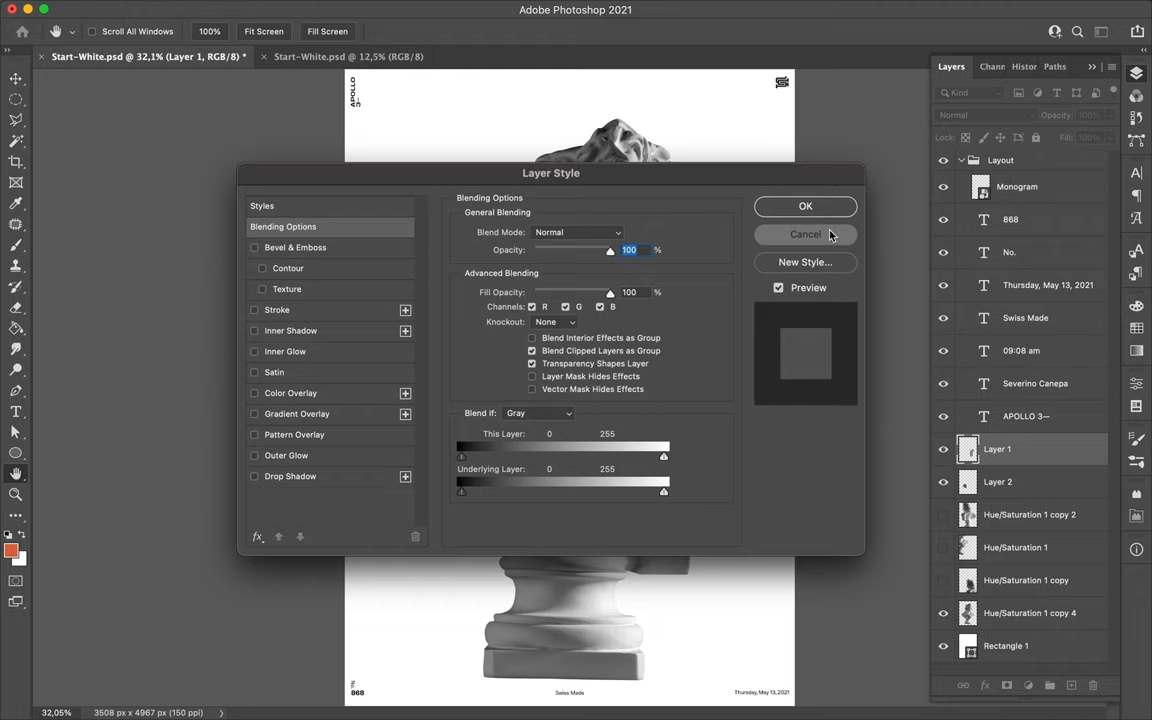 Adobe Photoshop 2021
Scroll All Windows
100%
Fit Screen
Fill Screen
Start-White.psd @ 32,1% (Layer 1, RGB/8) *
Start-White.psd @ 12,5% (RGB/8)
APOLLO
3—
Layer Style
Styles
Blending Options
Bevel & Emboss
Contour
Texture
Stroke
Inner Shadow
Inner Glow
Satin
Color Overlay
Gradient Overlay
Pattern Overlay
Outer Glow
Drop Shadow
fx
Blending Options
General Blending
Blend Mode: Normal
Opacity: 100 %
Advanced Blending
Fill Opacity: 100 %
Channels: R G B
Knockout: None
Blend Interior Effects as Group
Blend Clipped Layers as Group
Transparency Shapes Layer
Layer Mask Hides Effects
Vector Mask Hides Effects
Blend If: Gray
This Layer: 0 255
Underlying Layer: 0 255
OK
Cancel
New Style...
Preview
Layers Chann Histor Paths
Kind
Normal Opacity: 100%
Lock: Fill: 100%
Layout
Monogram
T 868
T No.
T Thursday, May 13, 2021
T Swiss Made
T 09:08 am
T Severino Canepa
T APOLLO 3—
Layer 1
Layer 2
Hue/Saturation 1 copy 2
Hue/Saturation 1
Hue/Saturation 1 copy
Hue/Saturation 1 copy 4
Rectangle 1
fx
868
Swiss Made
Thursday, May 13, 2021
32,05%
3508 px x 4967 px (150 ppi)